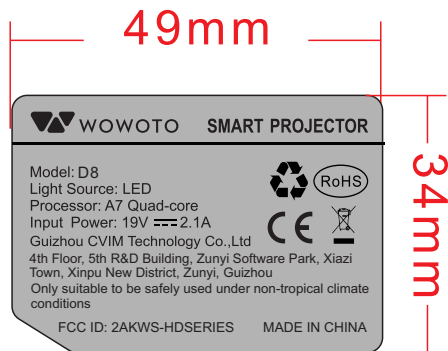 49mm
WOWOTO SMART PROJECTOR
Model: D8
Light Source: LED
Processor: A7 Quad-core
Input Power: 19V ⎓ 2.1A
Guizhou CVIM Technology Co.,Ltd
4th Floor, 5th R&D Building, Zunyi Software Park, Xiazi
Town, Xinpu New District, Zunyi, Guizhou
Only suitable to be safely used under non-tropical climate
conditions
FCC ID: 2AKWS-HDSERIES MADE IN CHINA
RoHS
CE
34mm